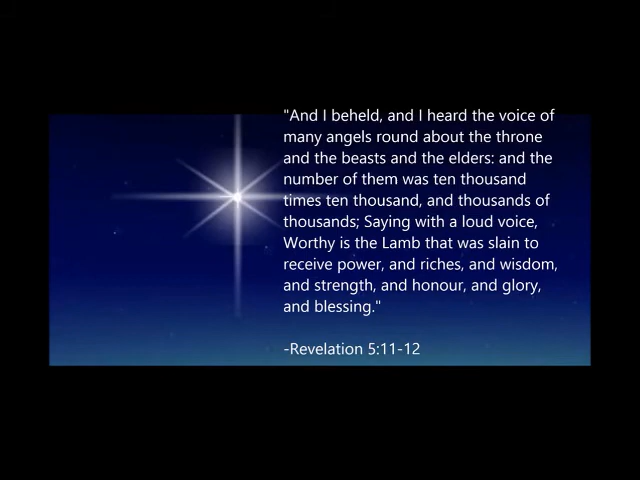 "And I beheld, and I heard the voice of
many angels round about the throne
and the beasts and the elders: and the
number of them was ten thousand
times ten thousand, and thousands of
thousands; Saying with a loud voice,
Worthy is the Lamb that was slain to
receive power, and riches, and wisdom,
and strength, and honour, and glory,
and blessing."
-Revelation 5:11-12